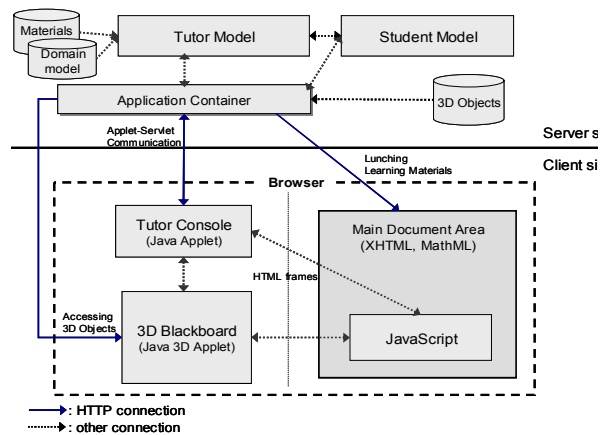 Materials
Domain
model
Tutor Model
Student Model
Application Container
3D Objects
Applet-Servlet
Communication
Lunching
Learning Materials
Server s
Client si
Browser
Tutor Console
(Java Applet)
Main Document Area
(XHTML, MathML)
HTML frames
Accessing
3D Objects
3D Blackboard
(Java 3D Applet)
JavaScript
: HTTP connection
: other connection